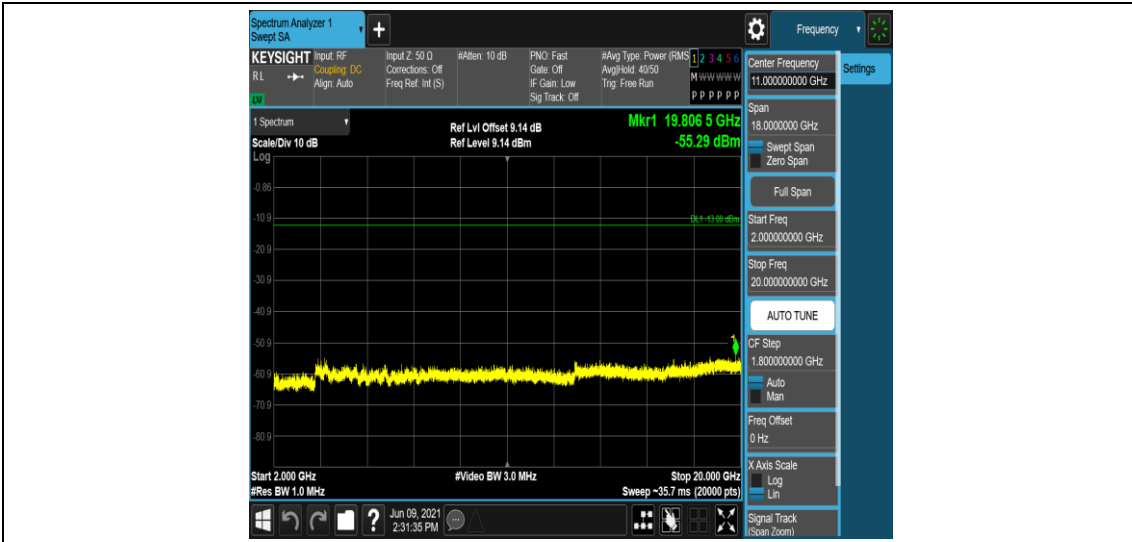 Spectrum Analyzer 1
Swept SA
+
Frequency
KEYSIGHT
RL
LXI
Input: RF
Coupling: DC
Align: Auto
Input Z: 50 Ω
Corrections: Off
Freq Ref: Int (S)
#Atten: 10 dB
PNO: Fast
Gate: Off
IF Gain: Low
Sig Track: Off
#Avg Type: Power (RMS
Avg|Hold: 40/50
Trig: Free Run
1 2 3 4 5 6
M W W W W W
P P P P P P
1 Spectrum
Scale/Div 10 dB
Log
Ref Lvl Offset 9.14 dB
Ref Level 9.14 dBm
Mkr1 19.806 5 GHz
-55.29 dBm
-0.86
-10.9
DL1 -13.00 dBm
-20.9
-30.9
-40.9
-50.9
1
-60.9
-70.9
-80.9
Start 2.000 GHz
#Res BW 1.0 MHz
#Video BW 3.0 MHz
Stop 20.000 GHz
Sweep ~35.7 ms (20000 pts)
?
Jun 09, 2021
2:31:35 PM
Center Frequency
11.000000000 GHz
Settings
Span
18.0000000 GHz
Swept Span
Zero Span
Full Span
Start Freq
2.000000000 GHz
Stop Freq
20.000000000 GHz
AUTO TUNE
CF Step
1.800000000 GHz
Auto
Man
Freq Offset
0 Hz
X Axis Scale
Log
Lin
Signal Track
(Span Zoom)